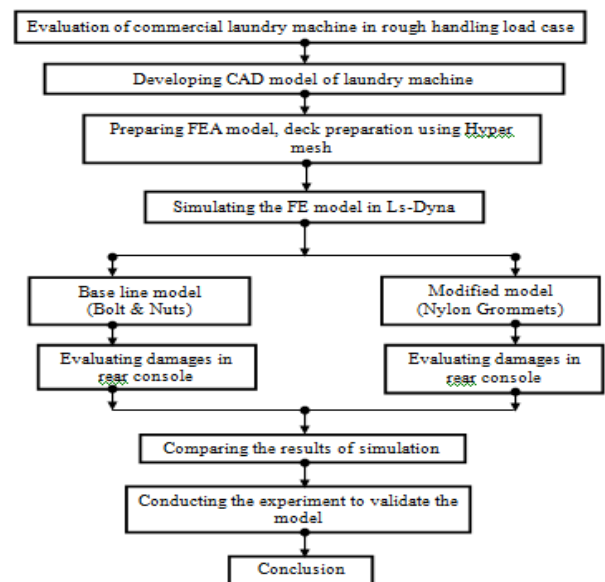 Evaluation of commercial laundry machine in rough handling load case
Developing CAD model of laundry machine
Preparing FEA model, deck preparation using Hyper
mesh
Simulating the FE model in Ls-Dyna
Base line model
(Bolt & Nuts)
Modified model
(Nylon Grommets)
Evaluating damages in
rear console
Evaluating damages in
rear console
Comparing the results of simulation
Conducting the experiment to validate the
model
Conclusion